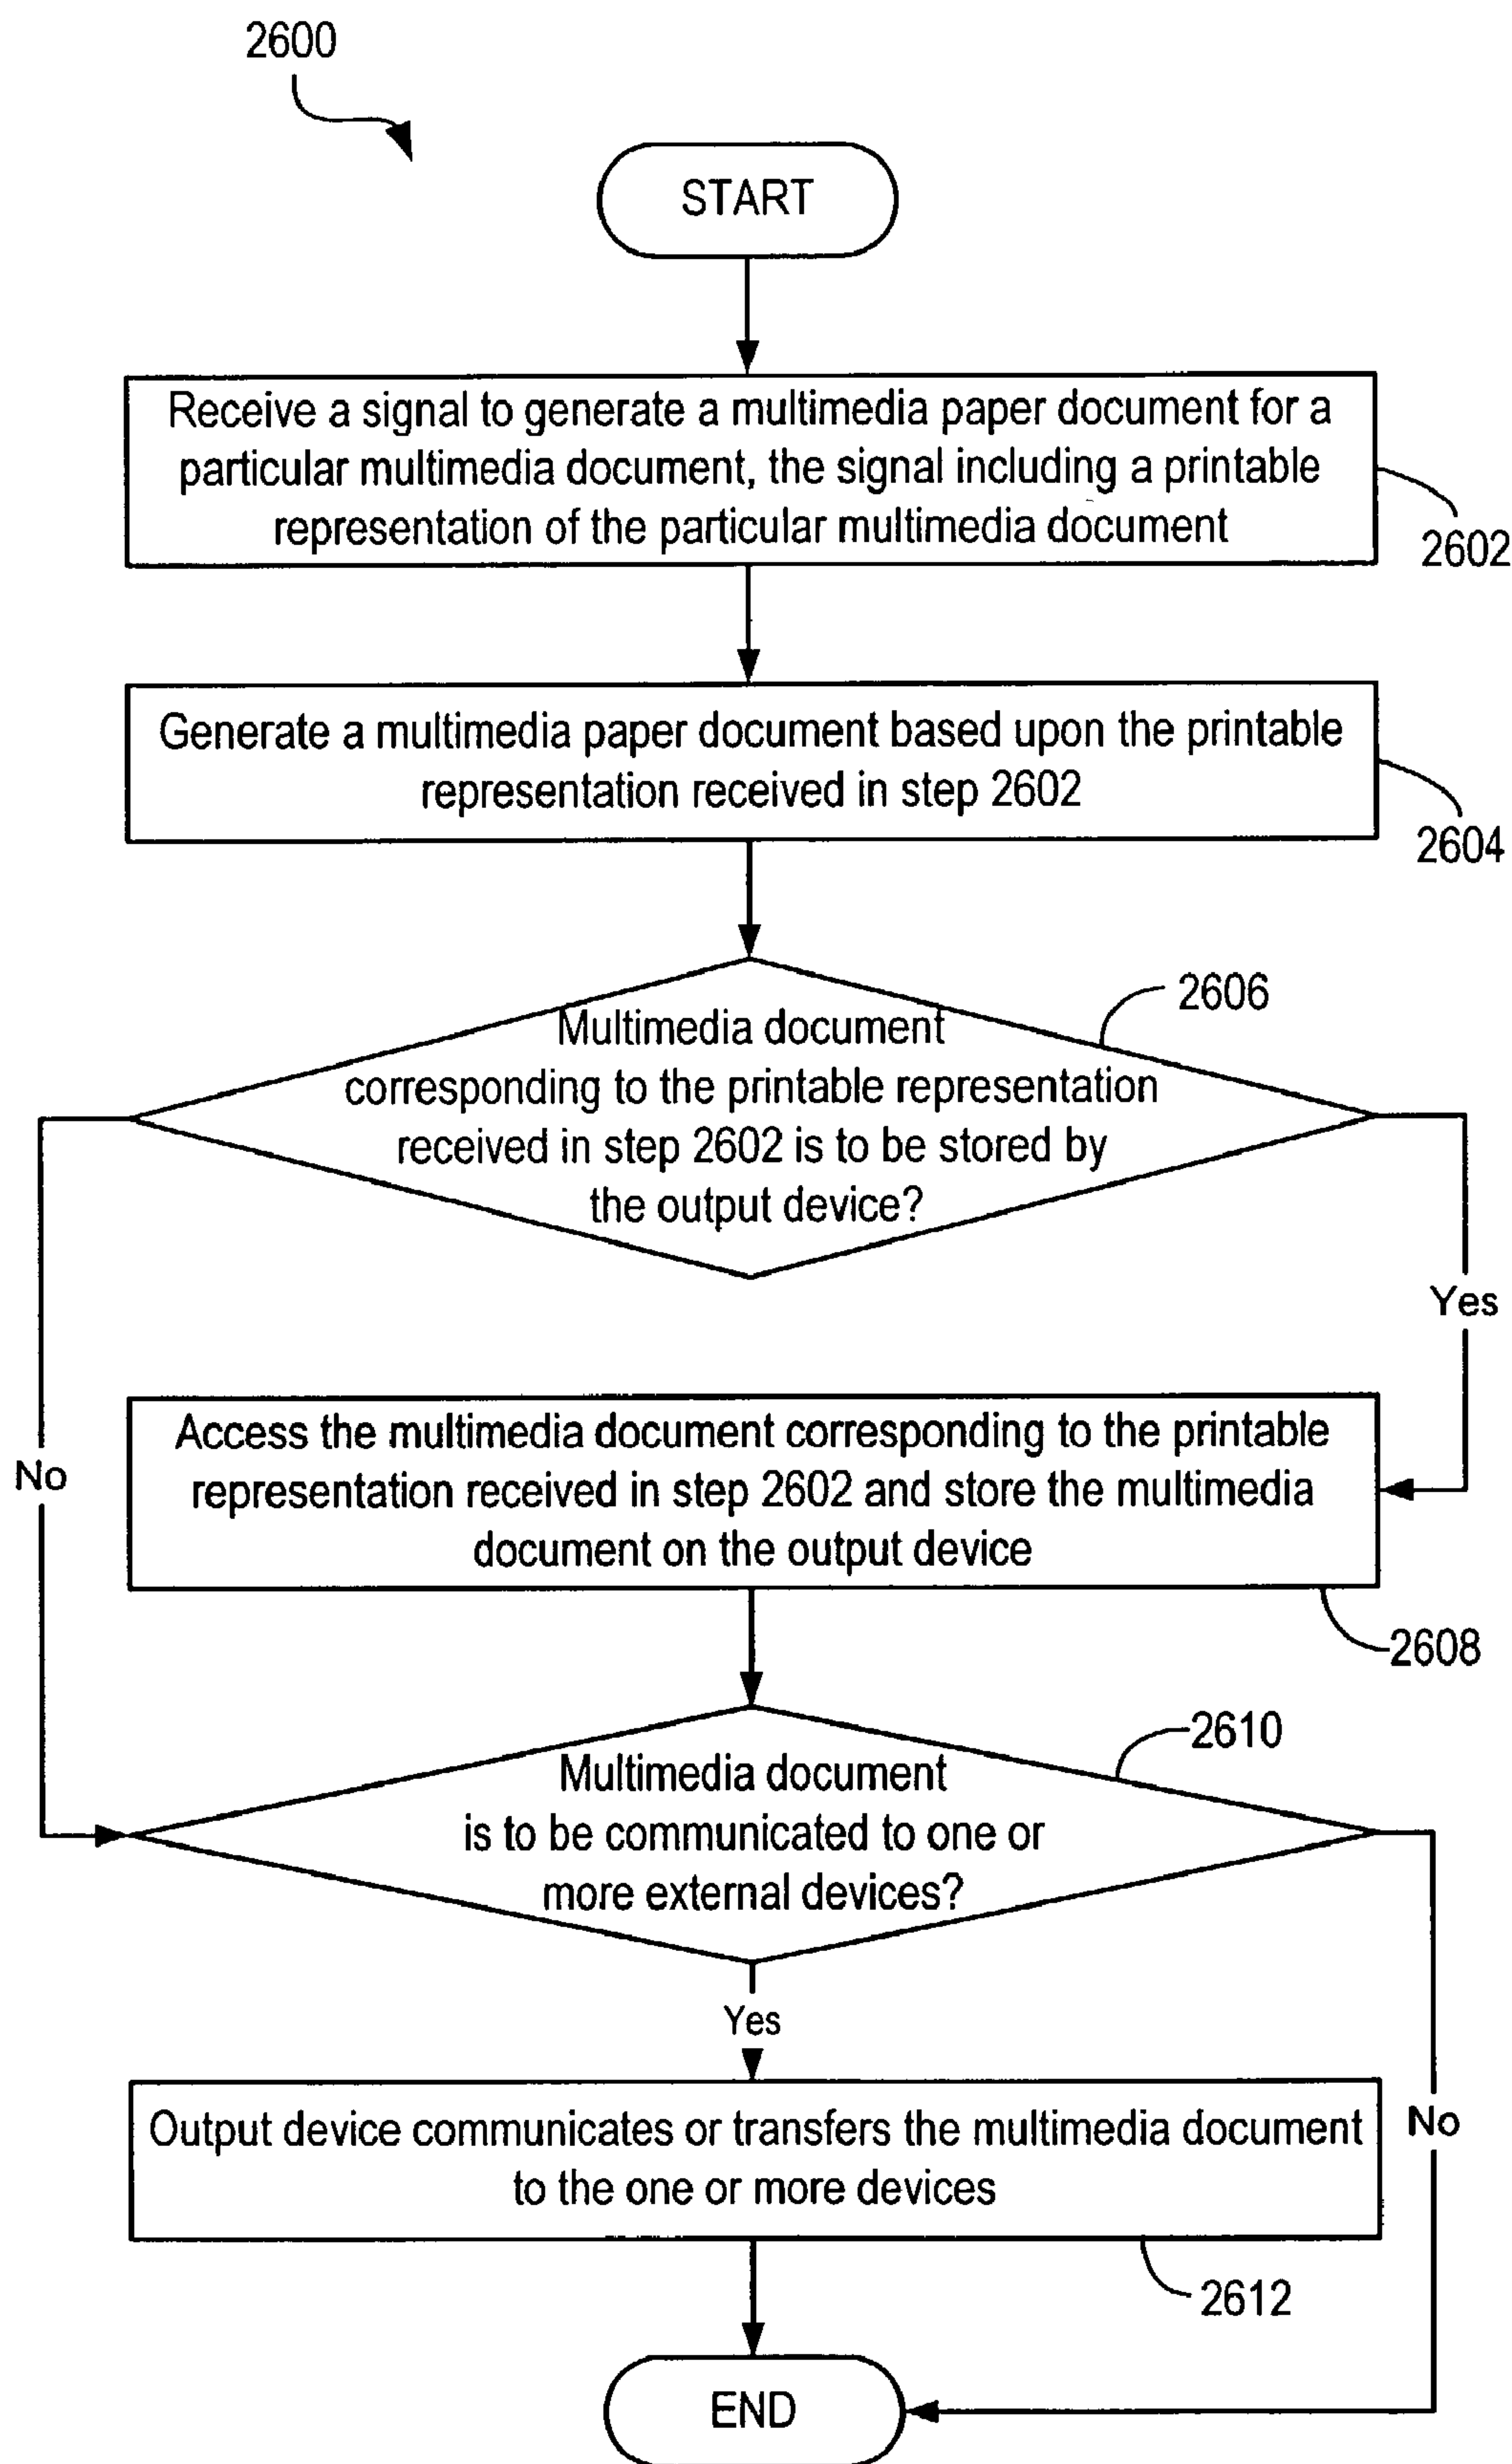 2600
START
Receive a signal to generate a multimedia paper document for a
particular multimedia document, the signal including a printable
representation of the particular multimedia document
2602
Generate a multimedia paper document based upon the printable
representation received in step 2602
2604
2606
Multimedia document
corresponding to the printable representation
received in step 2602 is to be stored by
the output device?
Yes
No
Access the multimedia document corresponding to the printable
representation received in step 2602 and store the multimedia
document on the output device
2608
2610
Multimedia document
is to be communicated to one or
more external devices?
Yes
No
Output device communicates or transfers the multimedia document
to the one or more devices
2612
END